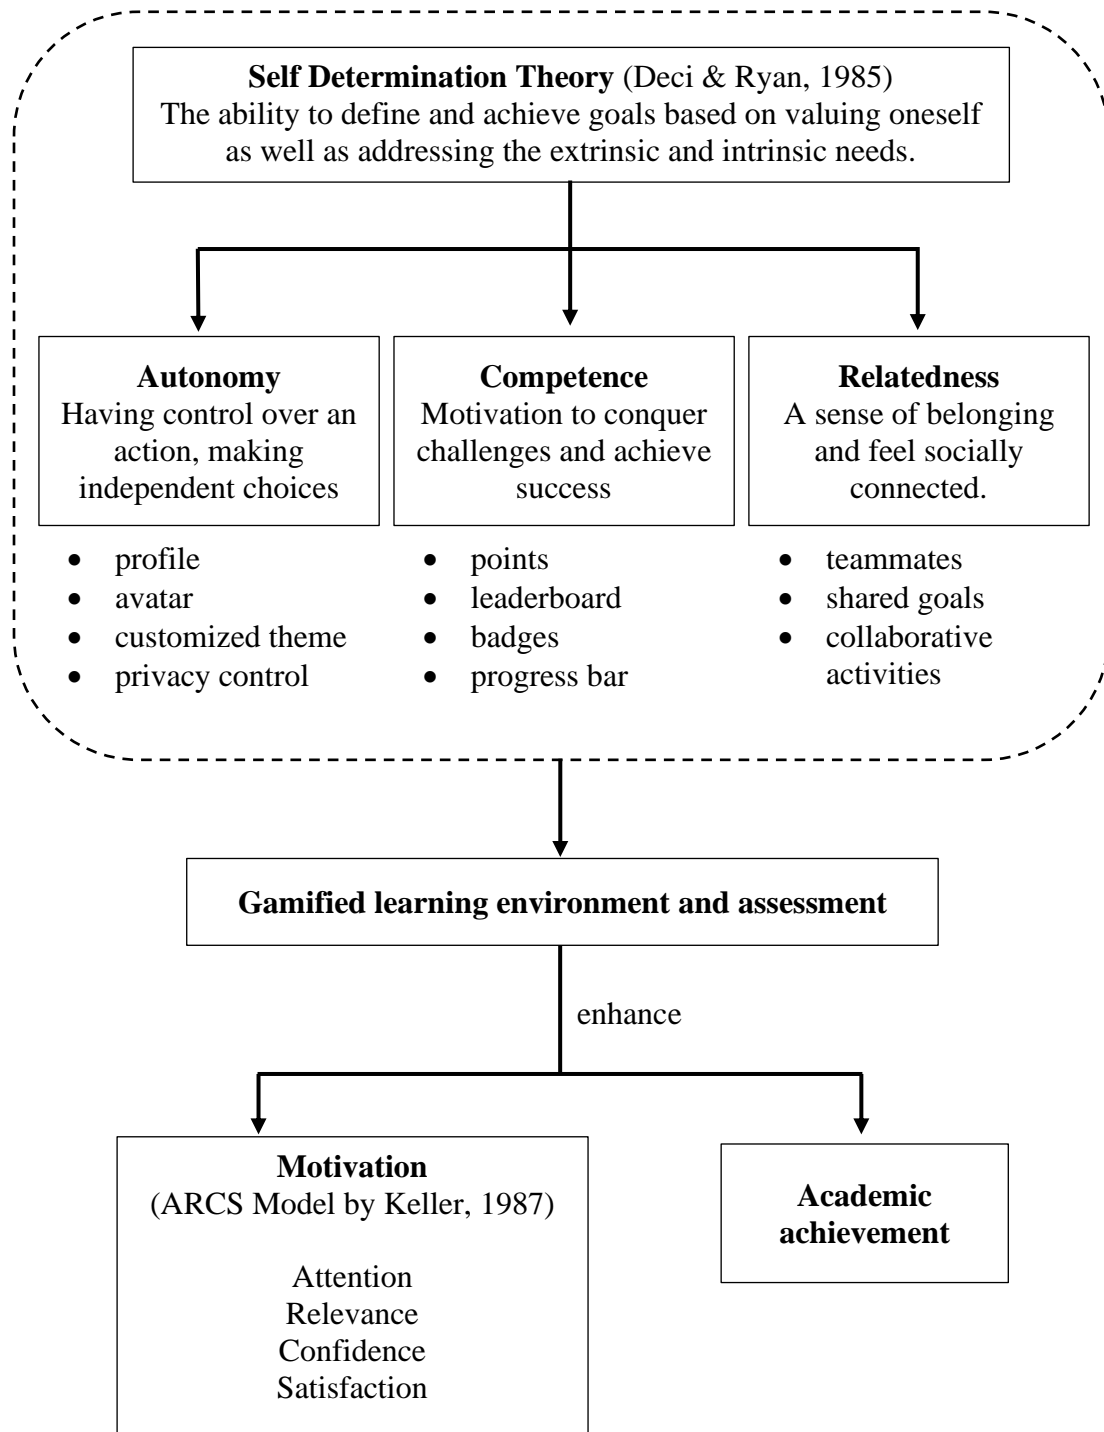 Self Determination Theory (Deci & Ryan, 1985)
The ability to define and achieve goals based on valuing oneself
as well as addressing the extrinsic and intrinsic needs.
Autonomy
Having control over an
action, making
independent choices
Competence
Motivation to conquer
challenges and achieve
success
Relatedness
A sense of belonging
and feel socially
connected.
• profile
• avatar
• customized theme
• privacy control
• points
• leaderboard
• badges
• progress bar
• teammates
• shared goals
• collaborative
activities
Gamified learning environment and assessment
enhance
Motivation
(ARCS Model by Keller, 1987)
Attention
Relevance
Confidence
Satisfaction
Academic
achievement